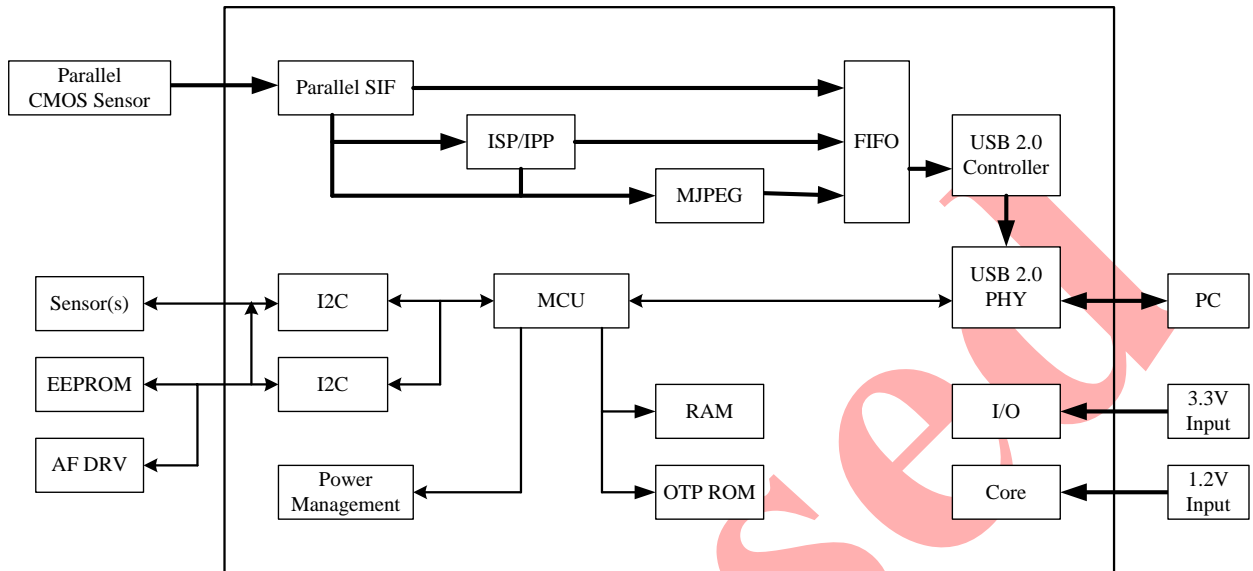 Parallel
CMOS Sensor
Parallel SIF
ISP/IPP
MJPEG
FIFO
USB 2.0
Controller
Sensor(s)
I2C
MCU
USB 2.0
PHY
PC
EEPROM
I2C
RAM
I/O
3.3V
Input
AF DRV
Power
Management
OTP ROM
Core
1.2V
Input
sed